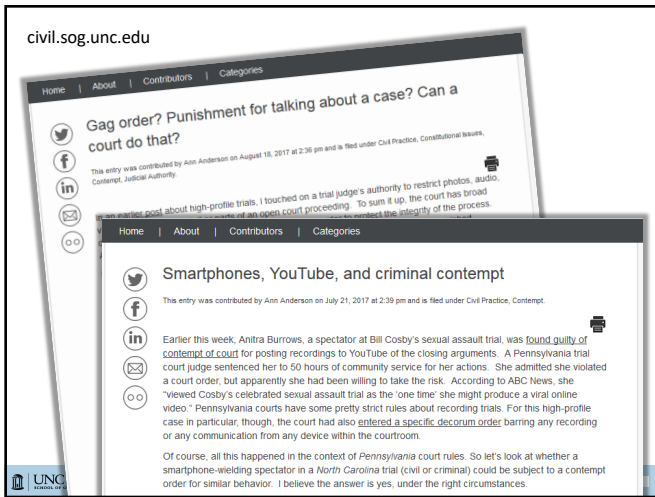 civil.sog.unc.edu
Home | About | Contributors | Categories
Gag order? Punishment for talking about a case? Can a
court do that?
This entry was contributed by Ann Anderson on August 18, 2017 at 2:36 pm and is filed under Civil Practice, Constitutional Issues,
Contempt, Judicial Authority.
In an earlier post about high-profile trials, I touched on a trial judge's authority to restrict photos, audio,
parts of an open court proceeding. To sum it up, the court has broad
to protect the integrity of the process.
Home | About | Contributors | Categories
Smartphones, YouTube, and criminal contempt
This entry was contributed by Ann Anderson on July 21, 2017 at 2:39 pm and is filed under Civil Practice, Contempt.
Earlier this week, Anitra Burrows, a spectator at Bill Cosby's sexual assault trial, was found guilty of
contempt of court for posting recordings to YouTube of the closing arguments. A Pennsylvania trial
court judge sentenced her to 50 hours of community service for her actions. She admitted she violated
a court order, but apparently she had been willing to take the risk. According to ABC News, she
"viewed Cosby's celebrated sexual assault trial as the 'one time' she might produce a viral online
video." Pennsylvania courts have some pretty strict rules about recording trials. For this high-profile
case in particular, though, the court had also entered a specific decorum order barring any recording
or any communication from any device within the courtroom.
Of course, all this happened in the context of Pennsylvania court rules. So let's look at whether a
smartphone-wielding spectator in a North Carolina trial (civil or criminal) could be subject to a contempt
order for similar behavior. I believe the answer is yes, under the right circumstances.
UNC
SCHOOL OF